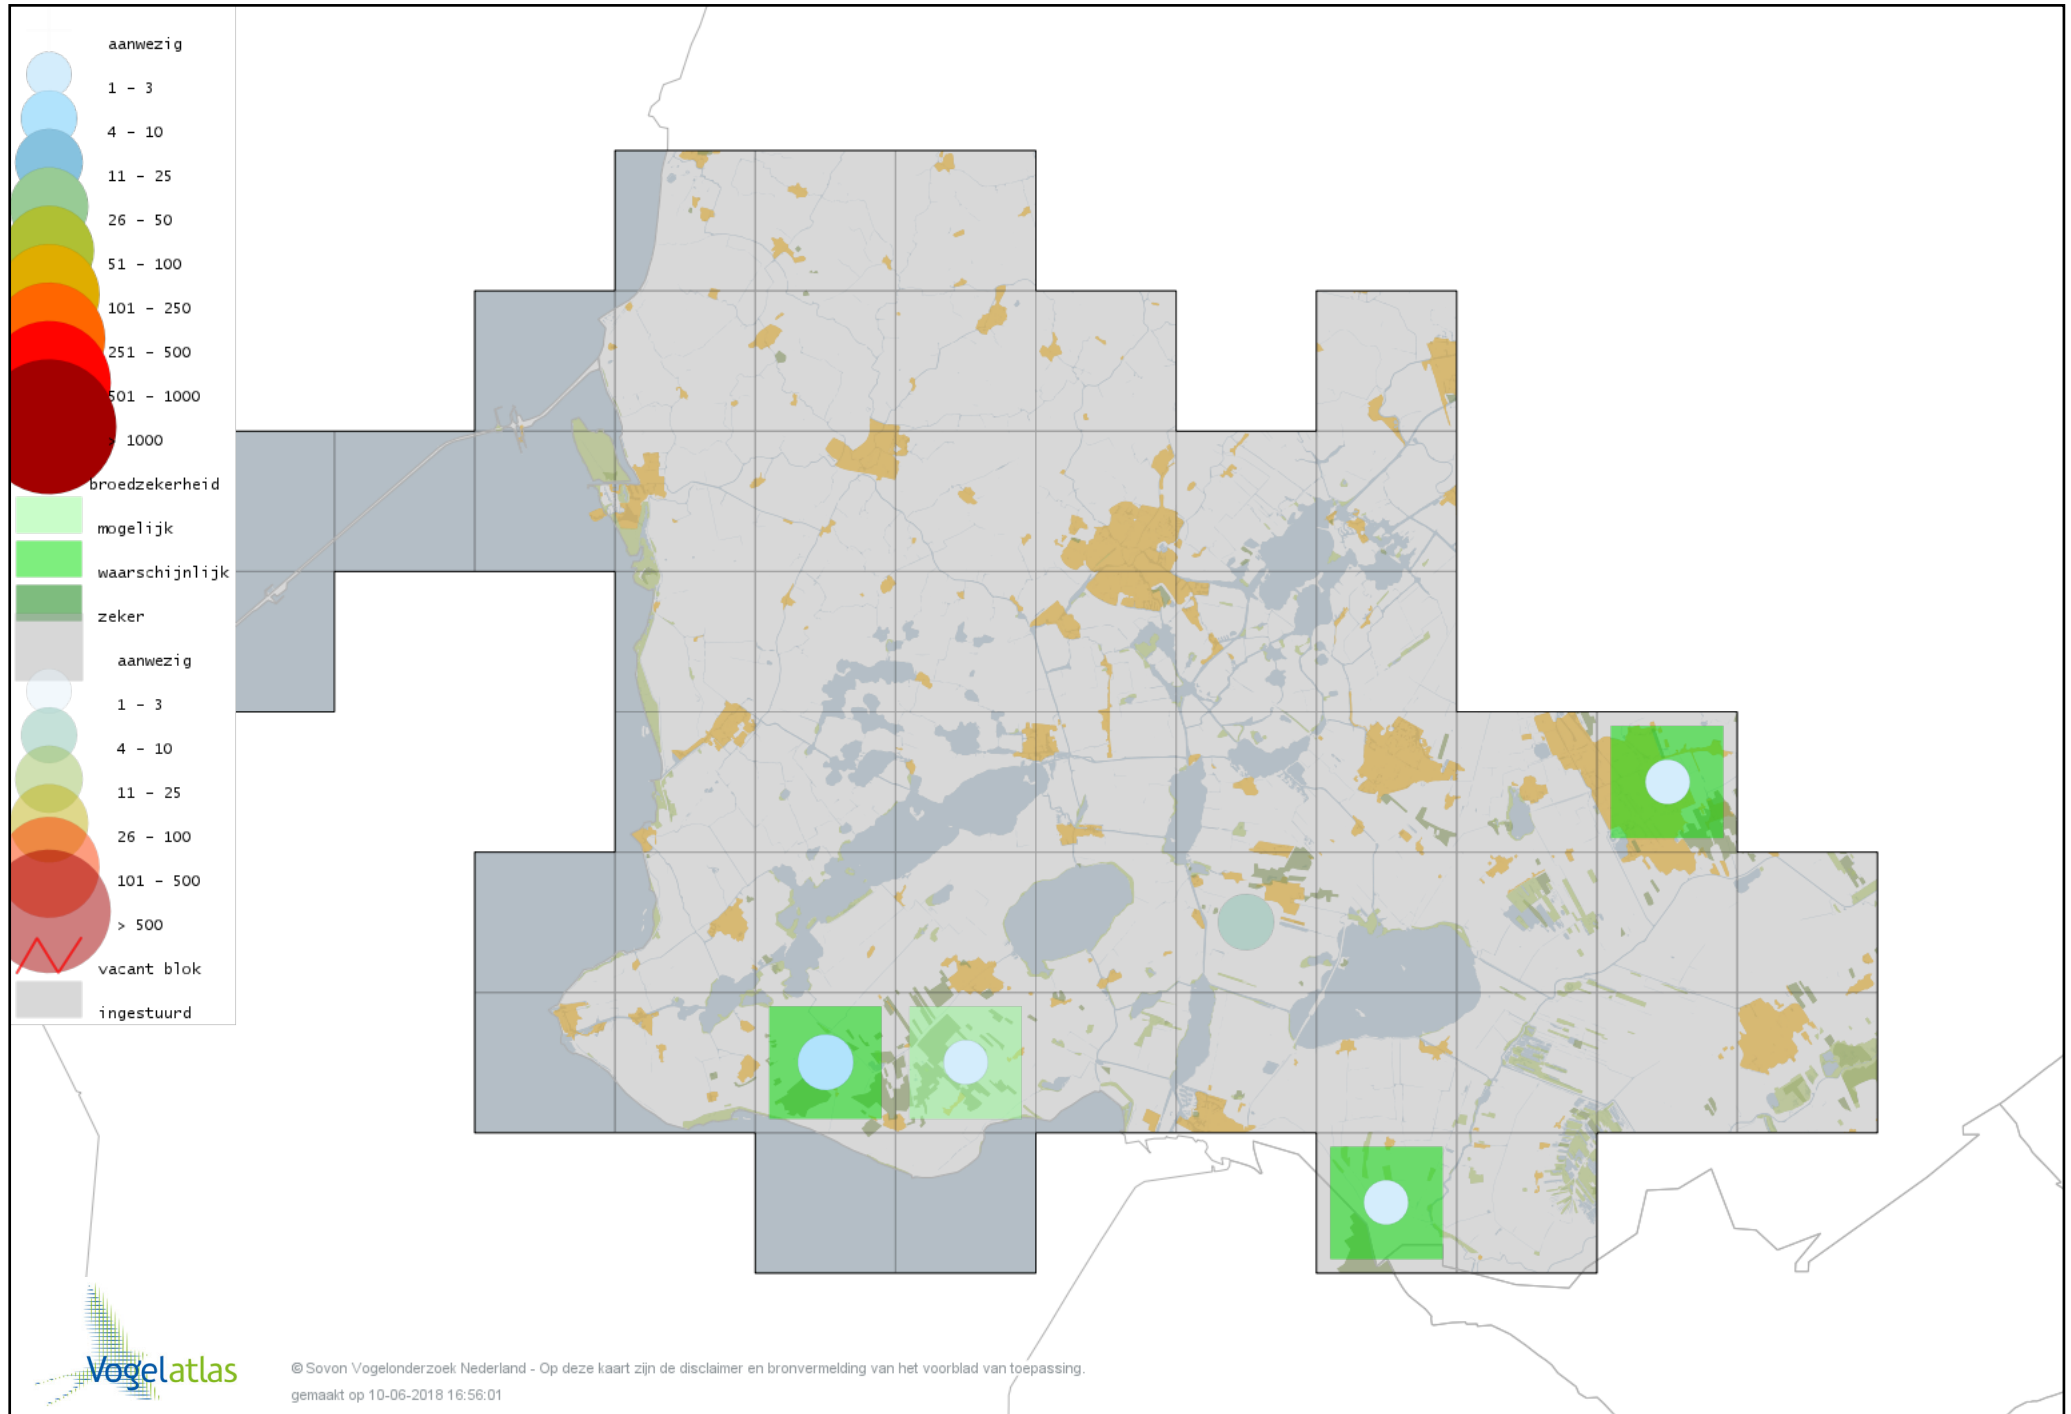 aanwezig
1 - 3
4 - 10
11 - 25
26 - 50
51 - 100
101 - 250
251 - 500
501 - 1000
> 1000
broedzekerheid
mogelijk
waarschijnlijk
zeker
aanwezig
1 - 3
4 - 10
11 - 25
26 - 100
101 - 500
> 500
vacant blok
ingestuurd
Vogelatlas
© Sovon Vogelonderzoek Nederland - Op deze kaart zijn de disclaimer en bronvermelding van het voorblad van toepassing.
gemaakt op 10-06-2018 16:56:01